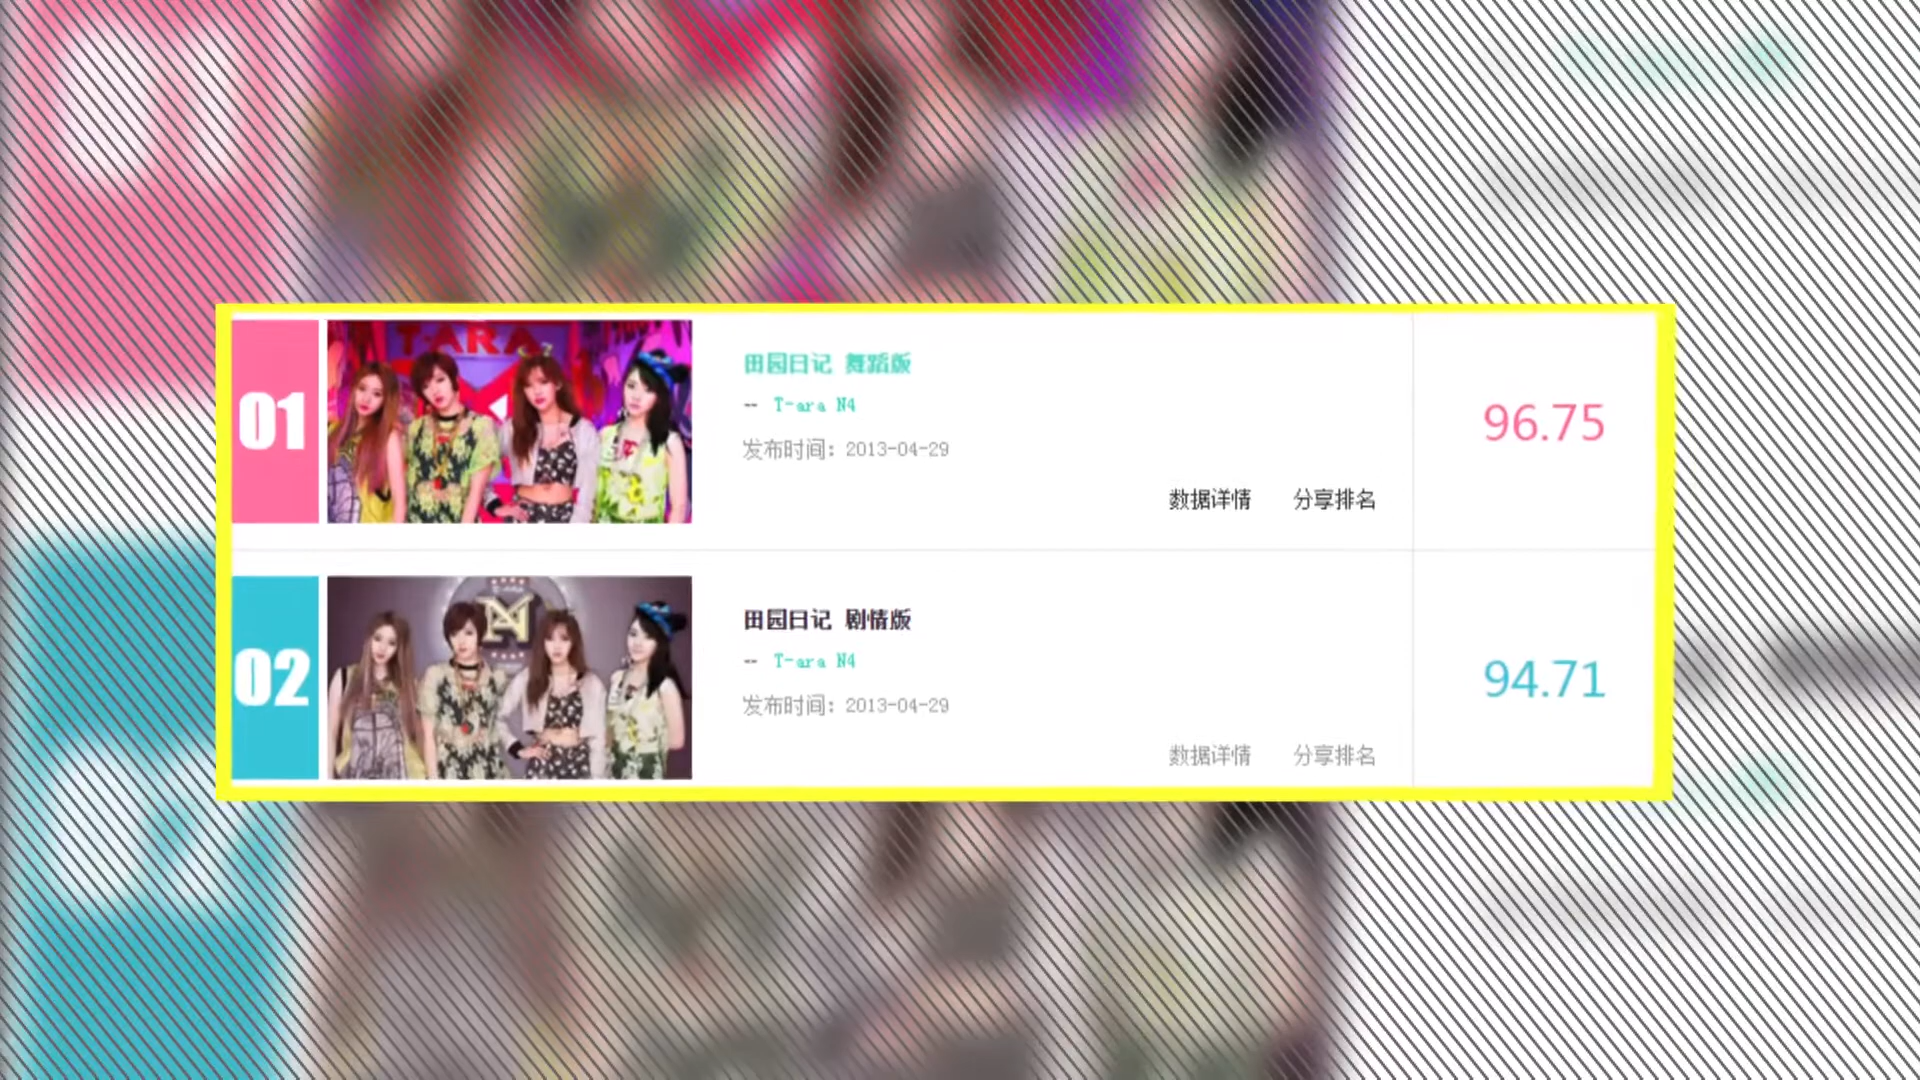 01
T-ARA
田园日记 舞蹈版
-- T-ara N4
发布时间：2013-04-29
数据详情 分享排名
96.75
02
田园日记 剧情版
-- T-ara N4
发布时间：2013-04-29
数据详情 分享排名
94.71